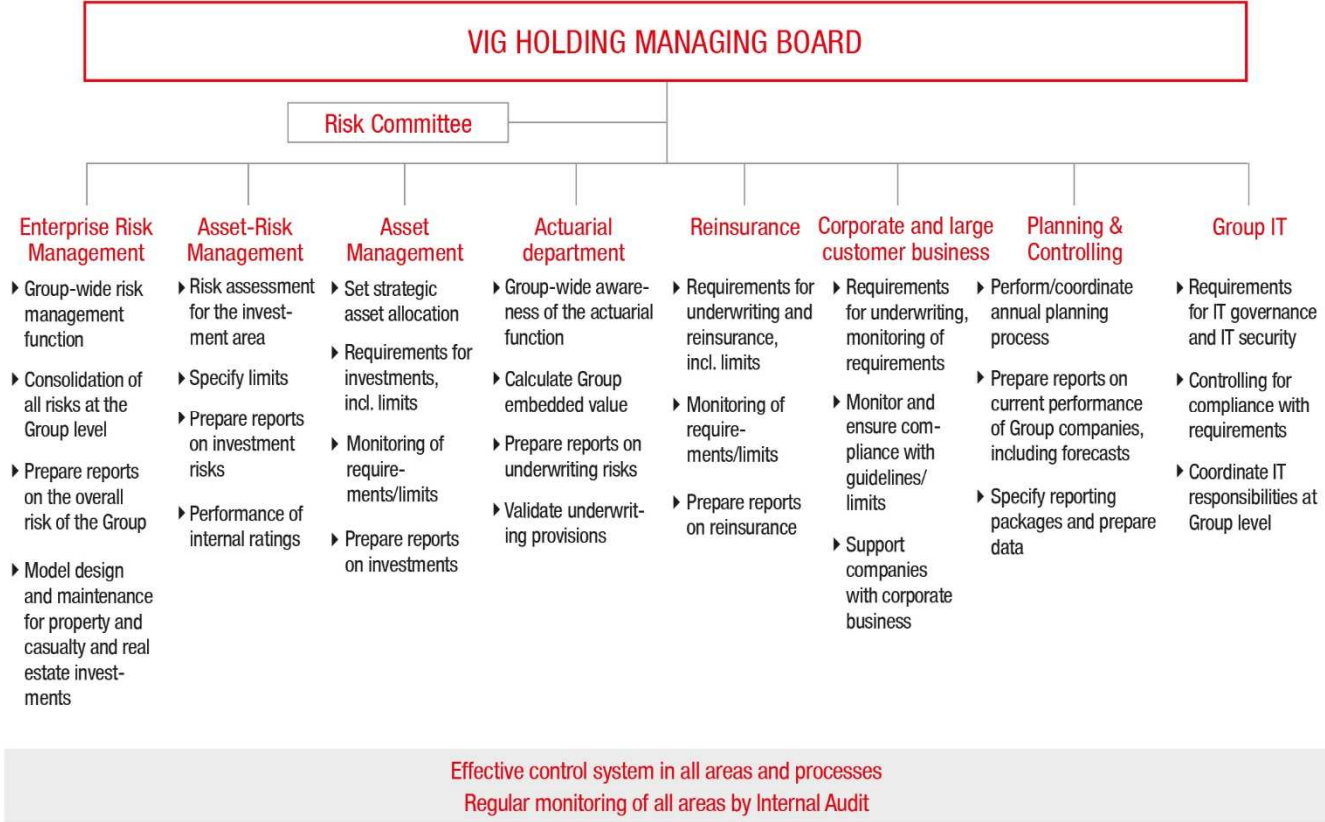 VIG HOLDING MANAGING BOARD
Risk Committee
Enterprise Risk
Management
▸ Group-wide risk
management
function
▸ Consolidation of
all risks at the
Group level
▸ Prepare reports
on the overall
risk of the Group
▸ Model design
and maintenance
for property and
casualty and real
estate invest-
ments
Asset-Risk
Management
▸ Risk assessment
for the invest-
ment area
▸ Specify limits
▸ Prepare reports
on investment
risks
▸ Performance of
internal ratings
Asset
Management
▸ Set strategic
asset allocation
▸ Requirements for
investments,
incl. limits
▸ Monitoring of
require-
ments/limits
▸ Prepare reports
on investments
Actuarial
department
▸ Group-wide aware-
ness of the actuarial
function
▸ Calculate Group
embedded value
▸ Prepare reports on
underwriting risks
▸ Validate underwrit-
ing provisions
Reinsurance
▸ Requirements for
underwriting and
reinsurance,
incl. limits
▸ Monitoring of
require-
ments/limits
▸ Prepare reports
on reinsurance
Corporate and large
customer business
▸ Requirements
for underwriting,
monitoring of
requirements
▸ Monitor and
ensure com-
pliance with
guidelines/
limits
▸ Support
companies
with corporate
business
Planning &
Controlling
▸ Perform/coordinate
annual planning
process
▸ Prepare reports on
current performance
of Group companies,
including forecasts
▸ Specify reporting
packages and prepare
data
Group IT
▸ Requirements
for IT governance
and IT security
▸ Controlling for
compliance with
requirements
▸ Coordinate IT
responsibilities at
Group level
Effective control system in all areas and processes
Regular monitoring of all areas by Internal Audit